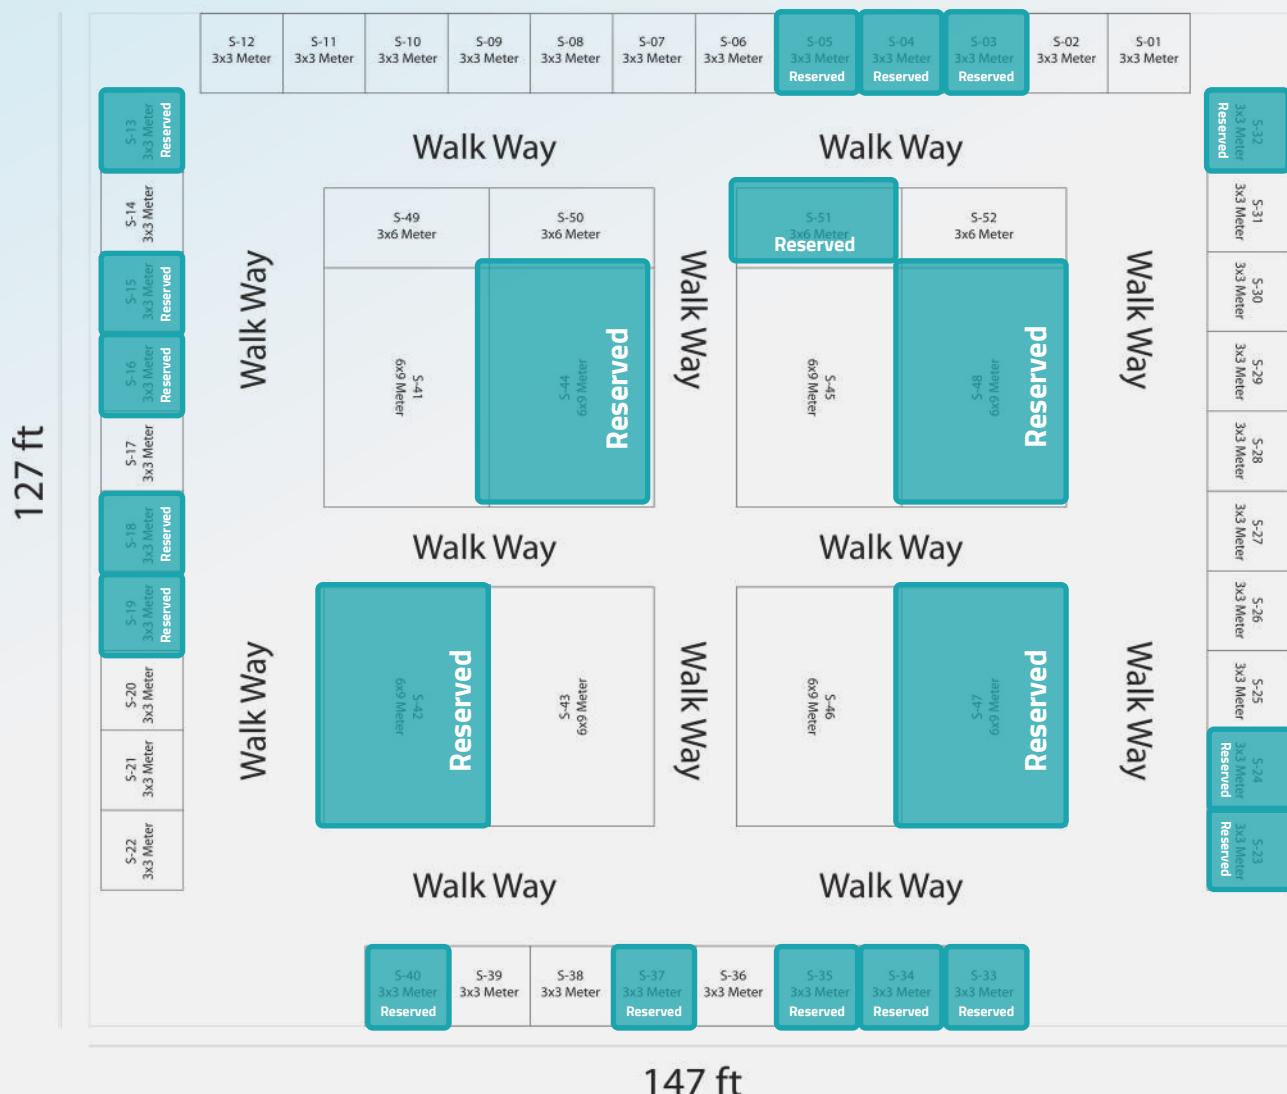 S-12
3x3 Meter
S-11
3x3 Meter
S-10
3x3 Meter
S-09
3x3 Meter
S-08
3x3 Meter
S-07
3x3 Meter
S-06
3x3 Meter
S-05
3x3 Meter
Reserved
S-04
3x3 Meter
Reserved
S-03
3x3 Meter
Reserved
S-02
3x3 Meter
S-01
3x3 Meter
S-13
3x3 Meter
Reserved
S-14
3x3 Meter
S-15
3x3 Meter
Reserved
S-16
3x3 Meter
Reserved
S-17
3x3 Meter
S-18
3x3 Meter
Reserved
S-19
3x3 Meter
Reserved
S-20
3x3 Meter
S-21
3x3 Meter
S-22
3x3 Meter
127 ft
Walk Way
Walk Way
Walk Way
Walk Way
S-49
3x6 Meter
S-50
3x6 Meter
S-41
6x9 Meter
S-44
6x9 Meter
Reserved
Walk Way
Walk Way
S-51
3x6 Meter
Reserved
S-52
3x6 Meter
S-45
6x9 Meter
S-48
6x9 Meter
Reserved
Walk Way
Walk Way
Walk Way
S-42
6x9 Meter
Reserved
S-43
6x9 Meter
S-46
6x9 Meter
S-47
6x9 Meter
Reserved
Walk Way
Walk Way
Walk Way
S-32
3x3 Meter
Reserved
S-31
3x3 Meter
S-30
3x3 Meter
S-29
3x3 Meter
S-28
3x3 Meter
S-27
3x3 Meter
S-26
3x3 Meter
S-25
3x3 Meter
S-24
3x3 Meter
Reserved
S-23
3x3 Meter
Reserved
S-40
3x3 Meter
Reserved
S-39
3x3 Meter
S-38
3x3 Meter
S-37
3x3 Meter
Reserved
S-36
3x3 Meter
S-35
3x3 Meter
Reserved
S-34
3x3 Meter
Reserved
S-33
3x3 Meter
Reserved
147 ft